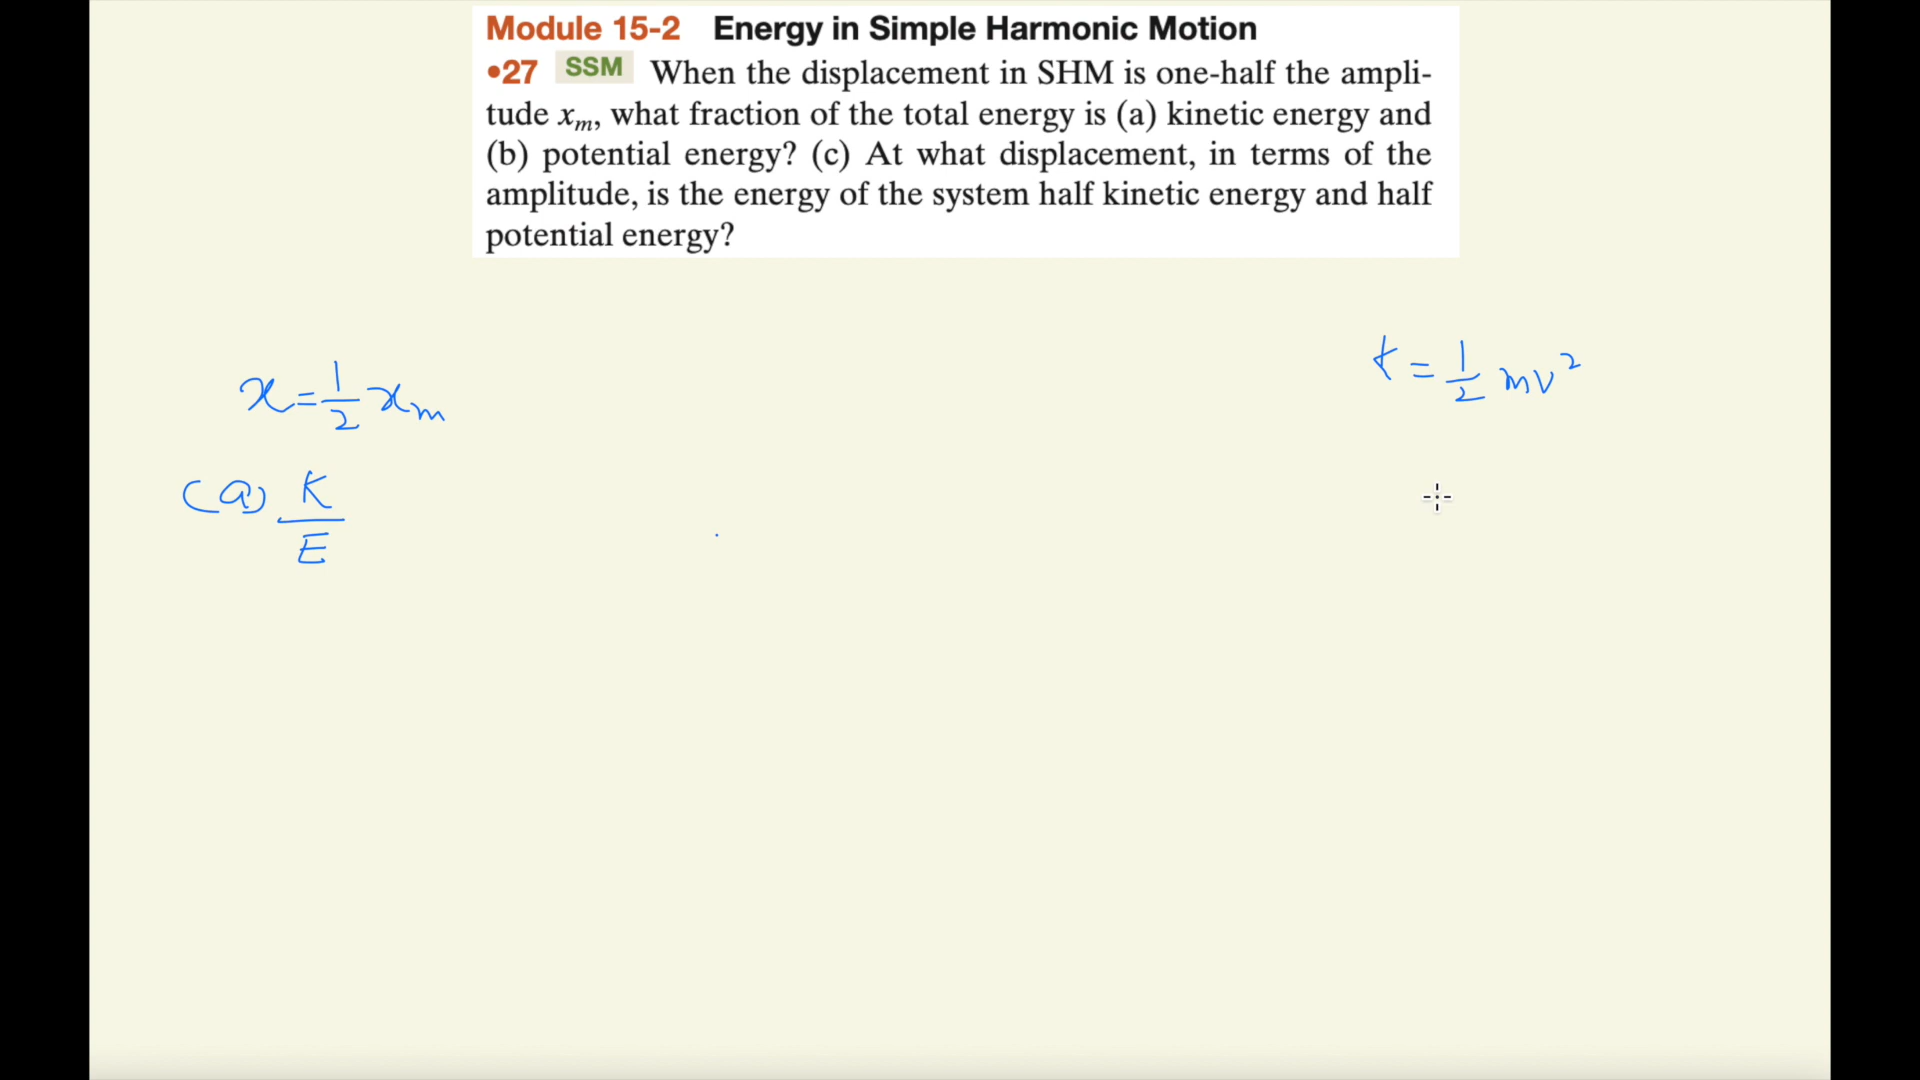 Module 15-2 Energy in Simple Harmonic Motion
•27 SSM When the displacement in SHM is one-half the ampli-
tude xₘ, what fraction of the total energy is (a) kinetic energy and
(b) potential energy? (c) At what displacement, in terms of the
amplitude, is the energy of the system half kinetic energy and half
potential energy?
x = 1/2 xₘ
K = 1/2 mv²
(a) K/E